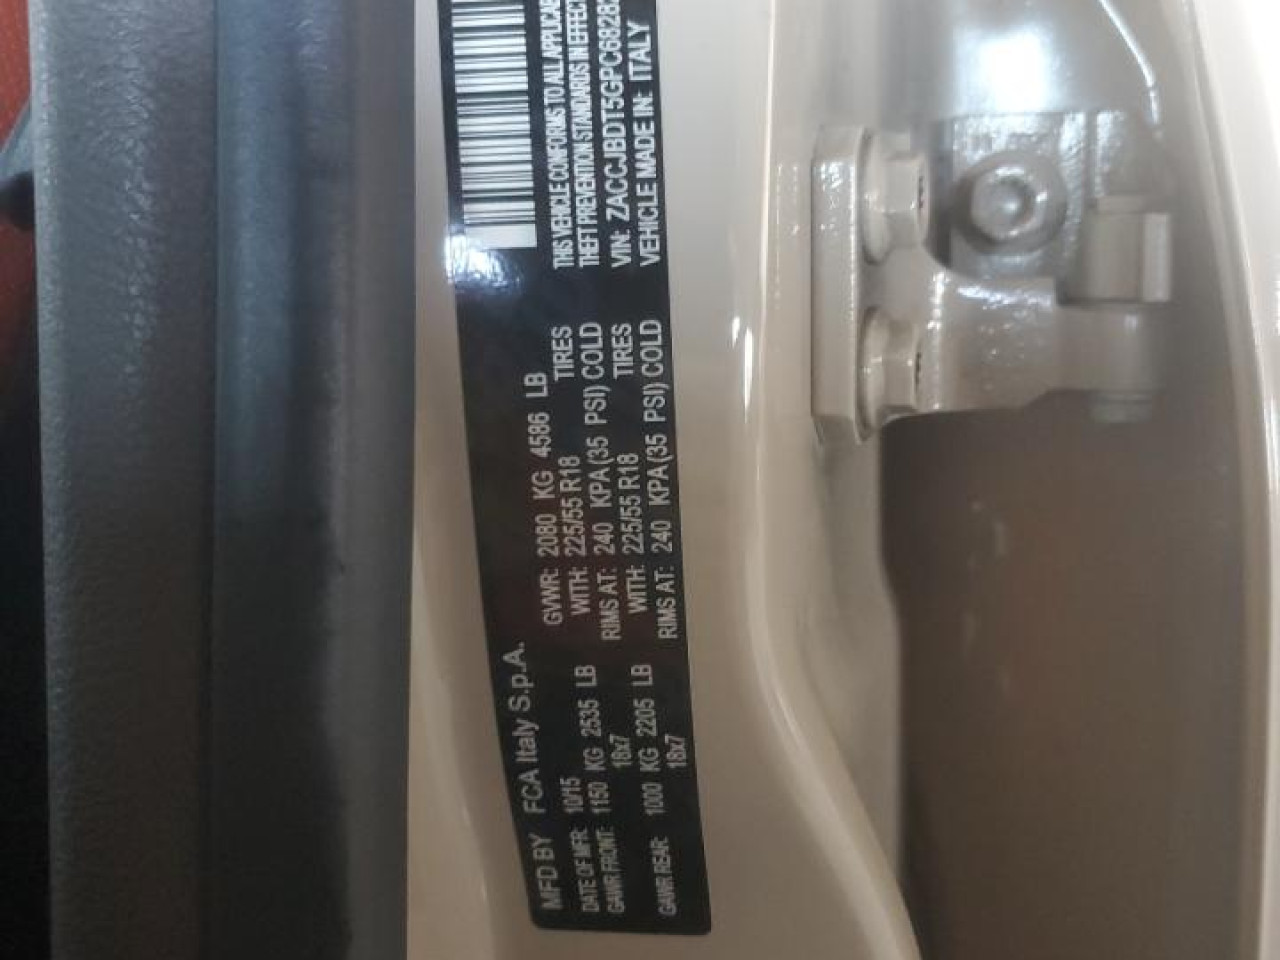 MFD BY FCA Italy S.p.A.
DATE OF MFR: 10/15 GVWR: 2080 KG 4586 LB
GAWR FRONT: 1150 KG 2535 LB WITH: 225/55 R18 TIRES THIS VEHICLE CONFORMS TO ALL
18x7 RIMS AT: 240 KPA (35 PSI) COLD THEFT PREVENTION STANDARDS IN EFFECT
GAWR REAR: 1000 KG 2205 LB WITH: 225/55 R18 TIRES VIN: ZACCJBDT5GPC6828
18x7 RIMS AT: 240 KPA (35 PSI) COLD VEHICLE MADE IN: ITALY